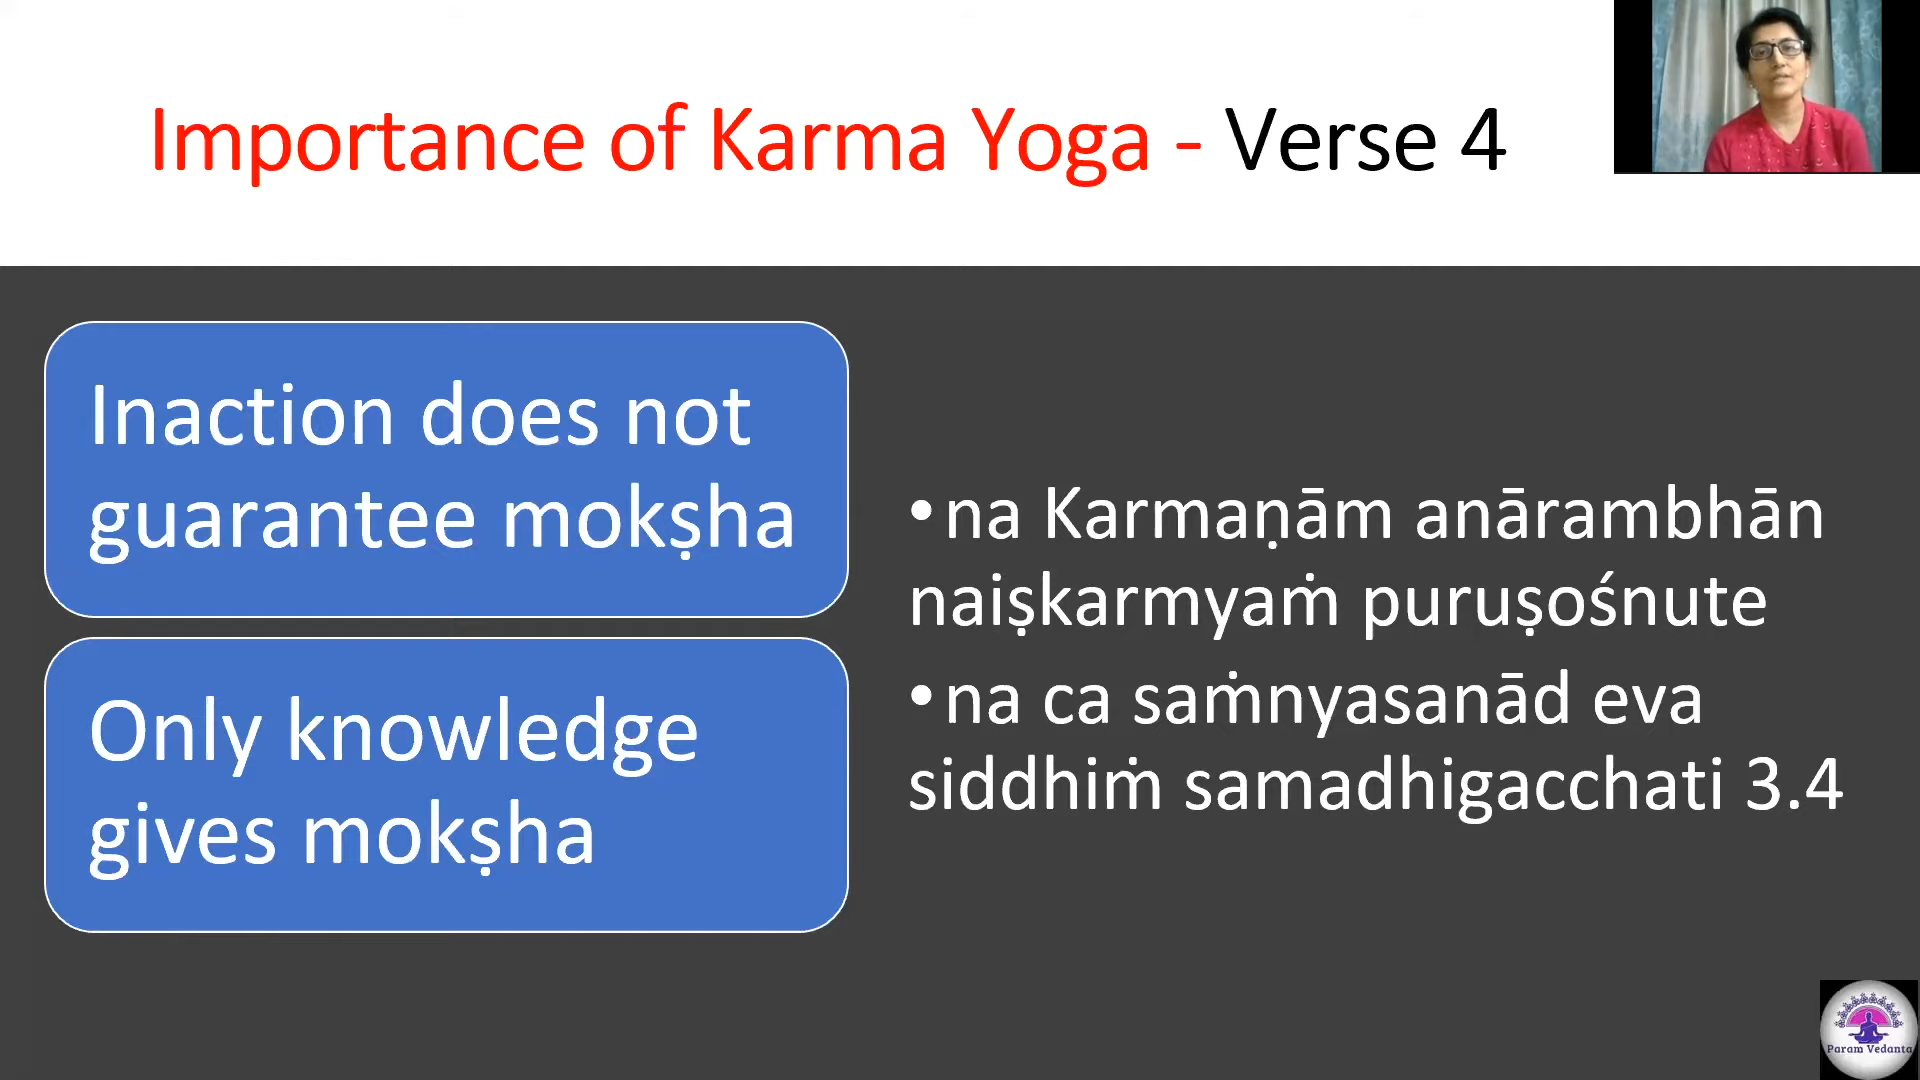 Importance of Karma Yoga - Verse 4
Inaction does not
guarantee mokṣha
Only knowledge
gives mokṣha
•na Karmaṇām anārambhān
naiṣkarmyaṁ puruṣośnute
•na ca saṁnyasanād eva
siddhiṁ samadhigacchati 3.4
Param Vedanta